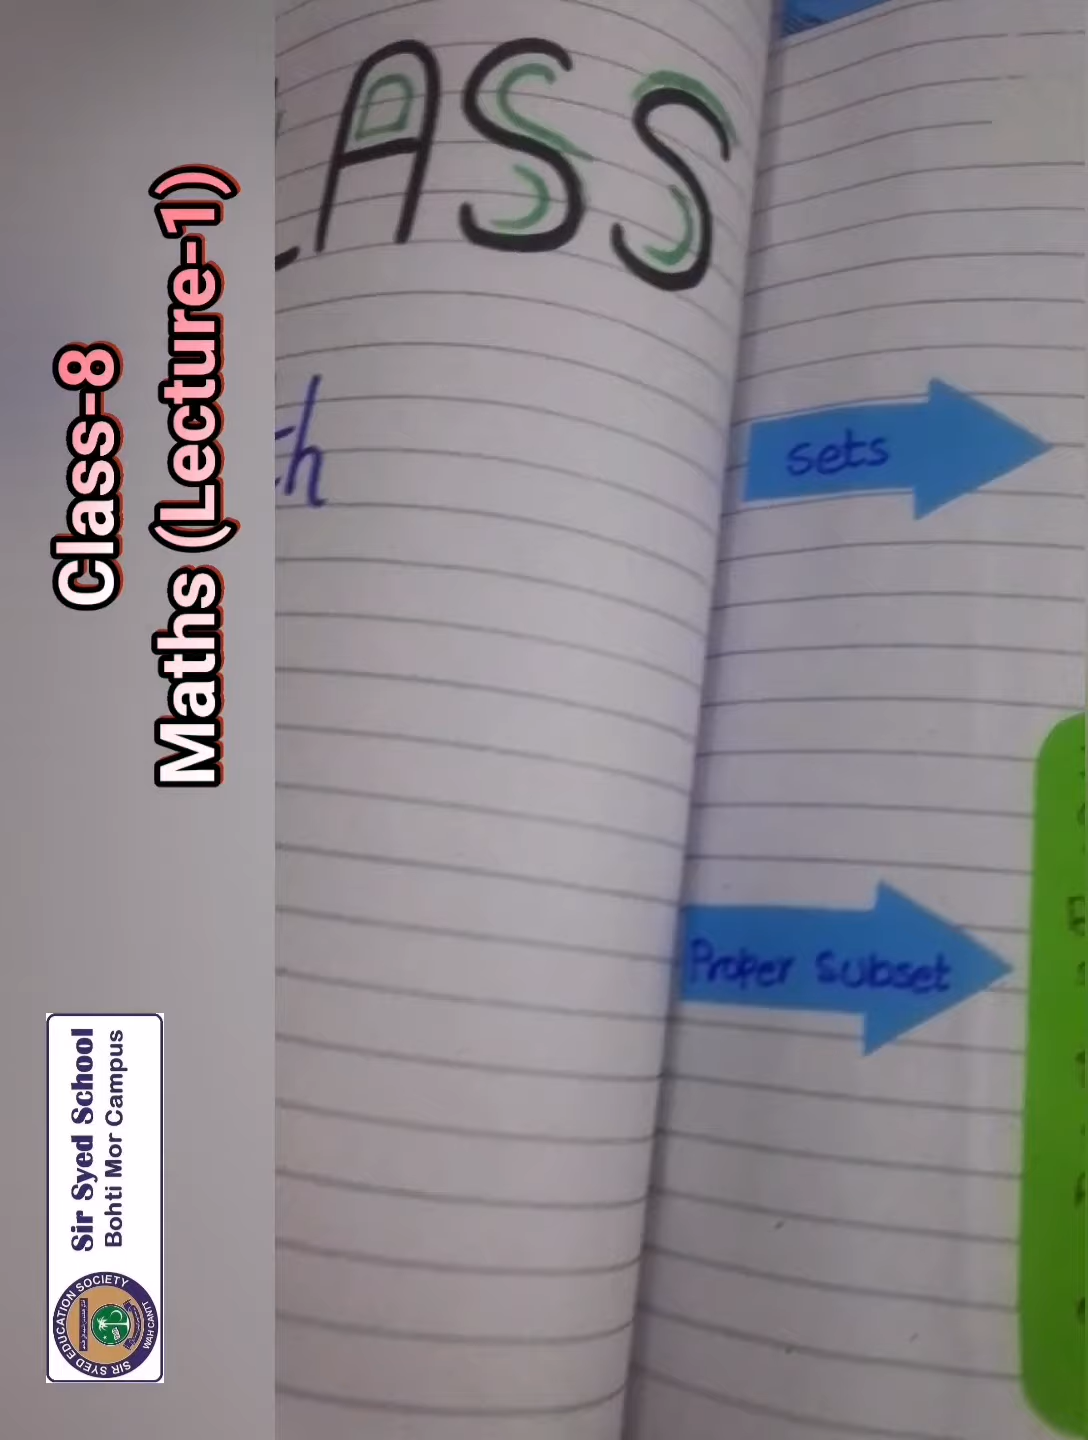 Class-8
Maths (Lecture-1)
Sir Syed School
Bohti Mor Campus
SIR SYED EDUCATION SOCIETY
WAH CANTT
ASS
th
sets
Proper Subset